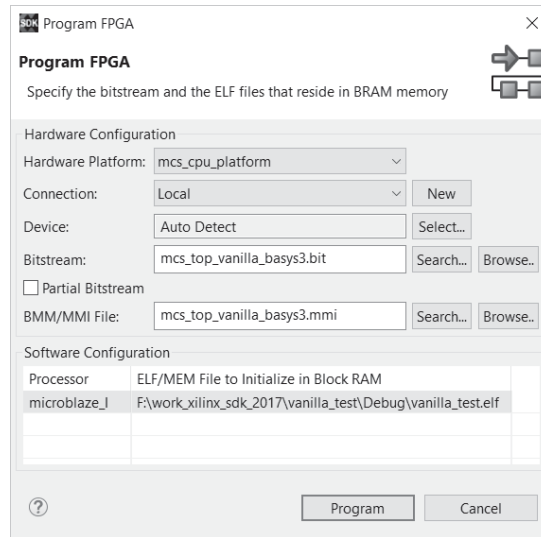 SDK Program FPGA
Program FPGA
Specify the bitstream and the ELF files that reside in BRAM memory
Hardware Configuration
Hardware Platform: mcs_cpu_platform
Connection: Local New
Device: Auto Detect Select...
Bitstream: mcs_top_vanilla_basys3.bit Search... Browse..
Partial Bitstream
BMM/MMI File: mcs_top_vanilla_basys3.mmi Search... Browse..
Software Configuration
Processor ELF/MEM File to Initialize in Block RAM
microblaze_I F:\work_xilinx_sdk_2017\vanilla_test\Debug\vanilla_test.elf
? Program Cancel